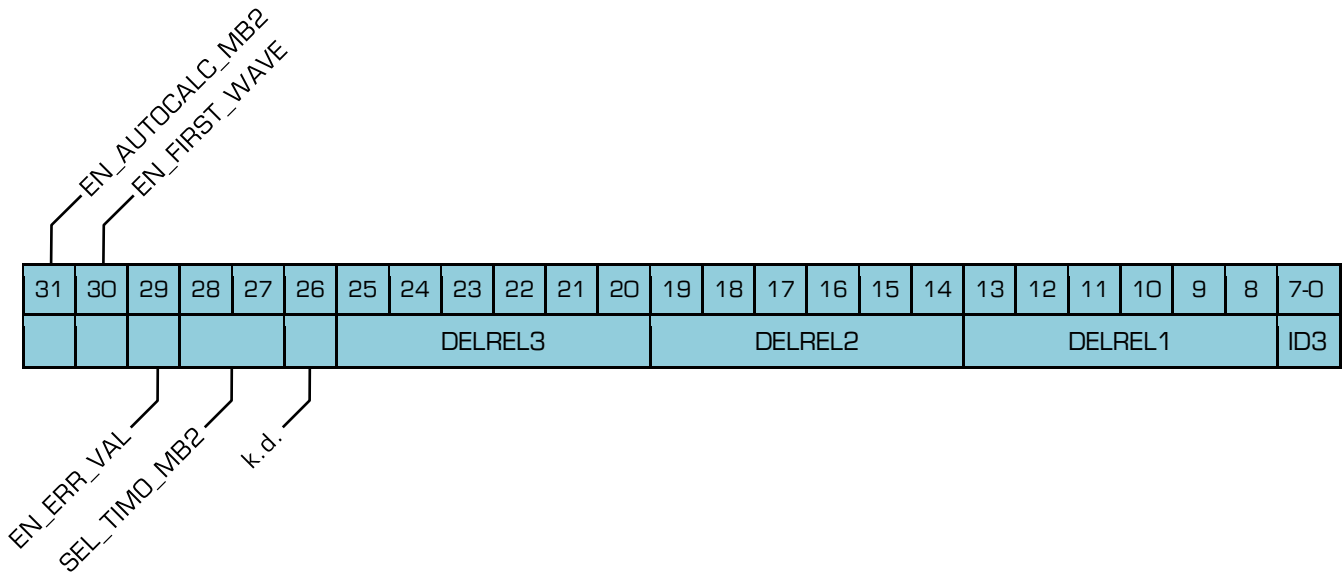 EN_AUTOCALC_MB2
EN_FIRST_WAVE
31 30 29 28 27 26 25 24 23 22 21 20 19 18 17 16 15 14 13 12 11 10 9 8 7-0
DELREL3 DELREL2 DELREL1 ID3
EN_ERR_VAL
SEL_TIMO_MB2
k.d.